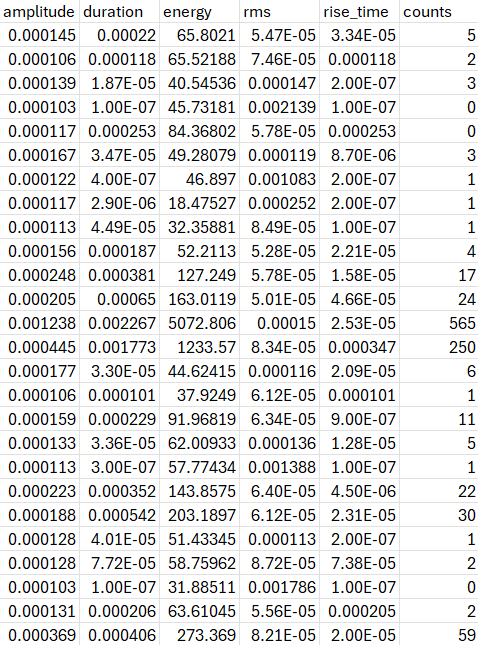 amplitude duration energy rms rise_time counts
0.000145 0.00022 65.8021 5.47E-05 3.34E-05 5
0.000106 0.000118 65.52188 7.46E-05 0.000118 2
0.000139 1.87E-05 40.54536 0.000147 2.00E-07 3
0.000103 1.00E-07 45.73181 0.002139 1.00E-07 0
0.000117 0.000253 84.36802 5.78E-05 0.000253 0
0.000167 3.47E-05 49.28079 0.000119 8.70E-06 3
0.000122 4.00E-07 46.897 0.001083 2.00E-07 1
0.000117 2.90E-06 18.47527 0.000252 2.00E-07 1
0.000113 4.49E-05 32.35881 8.49E-05 1.00E-07 1
0.000156 0.000187 52.2113 5.28E-05 2.21E-05 4
0.000248 0.000381 127.249 5.78E-05 1.58E-05 17
0.000205 0.00065 163.0119 5.01E-05 4.66E-05 24
0.001238 0.002267 5072.806 0.00015 2.53E-05 565
0.000445 0.001773 1233.57 8.34E-05 0.000347 250
0.000177 3.30E-05 44.62415 0.000116 2.09E-05 6
0.000106 0.000101 37.9249 6.12E-05 0.000101 1
0.000159 0.000229 91.96819 6.34E-05 9.00E-07 11
0.000133 3.36E-05 62.00933 0.000136 1.28E-05 5
0.000113 3.00E-07 57.77434 0.001388 1.00E-07 1
0.000223 0.000352 143.8575 6.40E-05 4.50E-06 22
0.000188 0.000542 203.1897 6.12E-05 2.31E-05 30
0.000128 4.01E-05 51.43345 0.000113 2.00E-07 1
0.000128 7.72E-05 58.75962 8.72E-05 7.38E-05 2
0.000103 1.00E-07 31.88511 0.001786 1.00E-07 0
0.000131 0.000206 63.61045 5.56E-05 0.000205 2
0.000369 0.000406 273.369 8.21E-05 2.00E-05 59